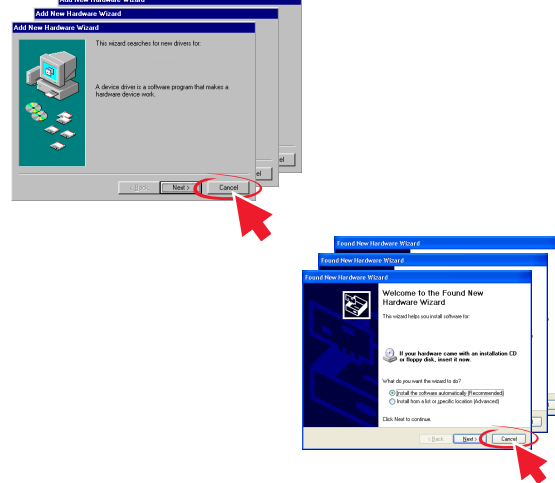 Add New Hardware Wizard
Add New Hardware Wizard
Add New Hardware Wizard
This wizard searches for new drivers for:
A device driver is a software program that makes a
hardware device work.
el
el
< Back
Next >
Cancel
Found New Hardware Wizard
Found New Hardware Wizard
Found New Hardware Wizard
Welcome to the Found New
Hardware Wizard
This wizard helps you install software for:
If your hardware came with an installation CD
or floppy disk, insert it now.
What do you want the wizard to do?
Install the software automatically (Recommended)
Install from a list or specific location (Advanced)
Click Next to continue.
< Back
Next >
Cancel